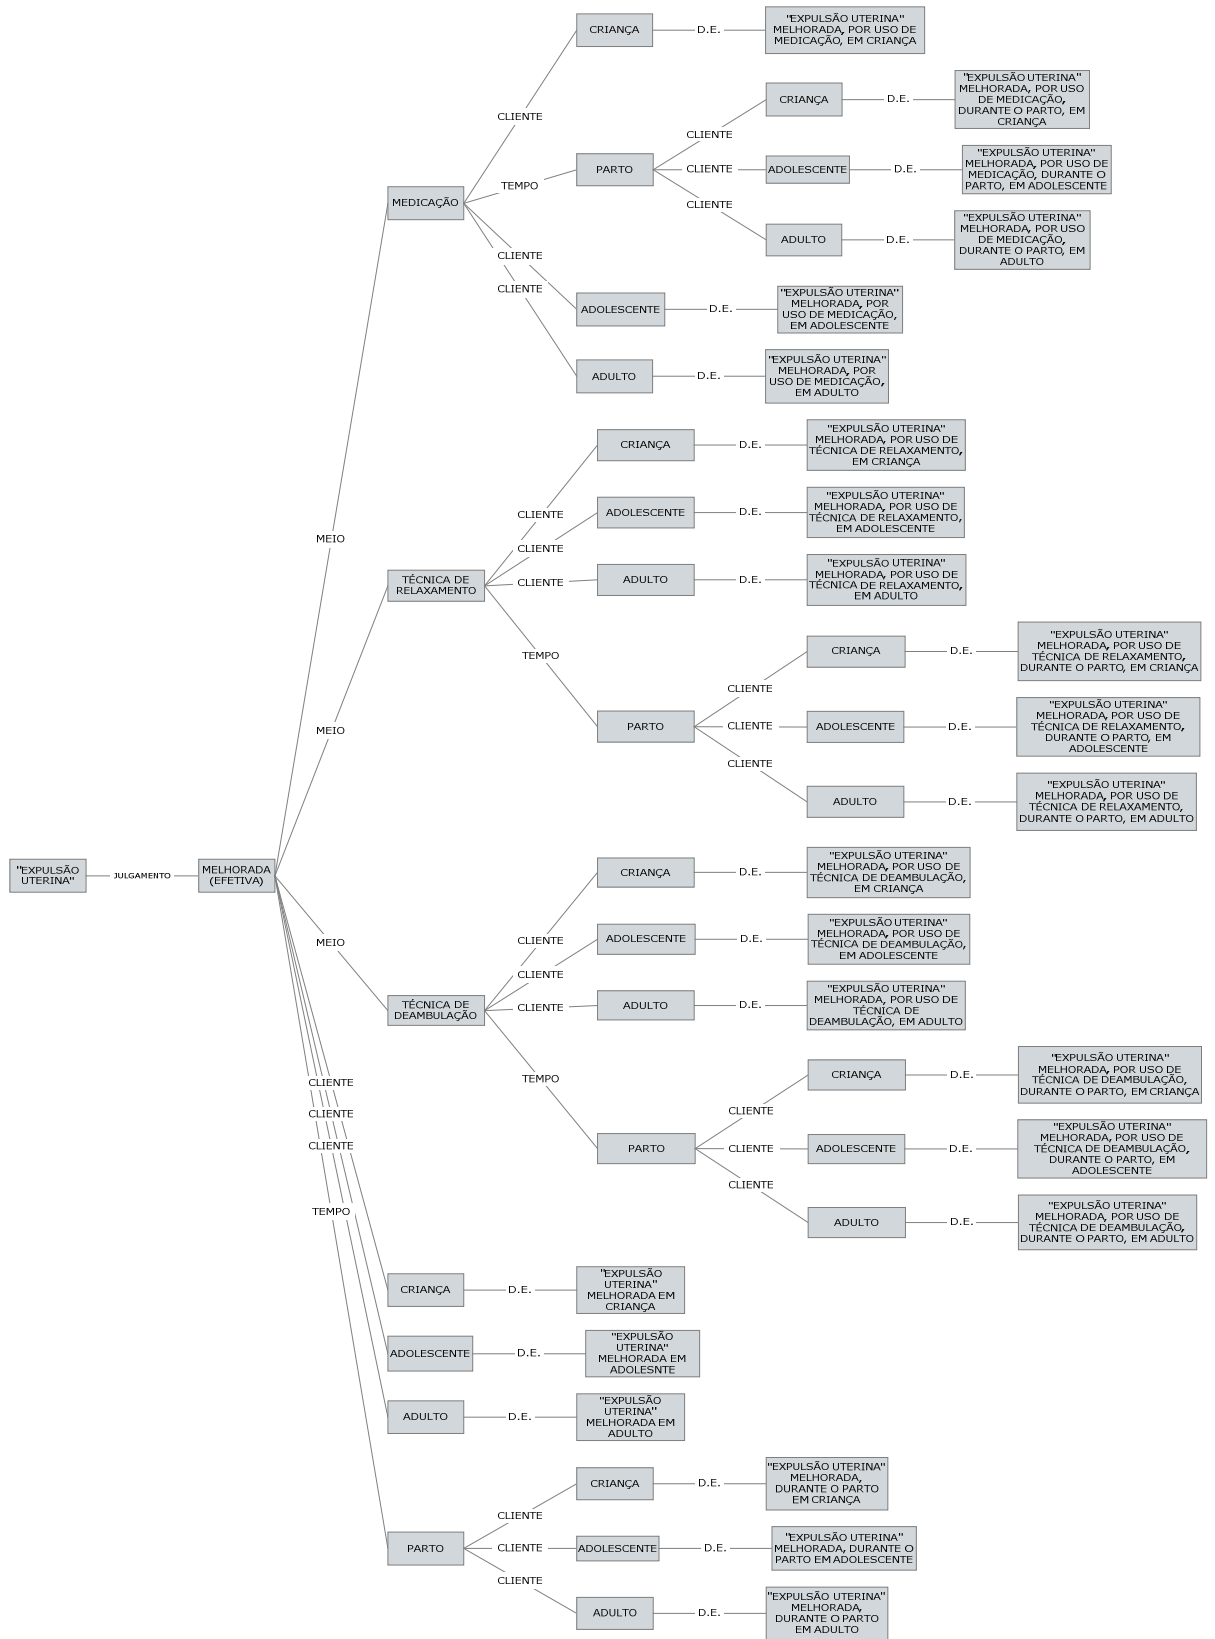 CRIANÇA
D.E.
"EXPULSÃO UTERINA"
MELHORADA, POR USO DE
MEDICAÇÃO, EM CRIANÇA
CLIENTE
CRIANÇA
D.E.
"EXPULSÃO UTERINA"
MELHORADA, POR USO
DE MEDICAÇÃO,
DURANTE O PARTO, EM
CRIANÇA
CLIENTE
MEDICAÇÃO
TEMPO
PARTO
CLIENTE
ADOLESCENTE
D.E.
"EXPULSÃO UTERINA"
MELHORADA, POR USO DE
MEDICAÇÃO, DURANTE O
PARTO, EM ADOLESCENTE
CLIENTE
ADULTO
D.E.
"EXPULSÃO UTERINA"
MELHORADA, POR USO
DE MEDICAÇÃO,
DURANTE O PARTO, EM
ADULTO
CLIENTE
ADOLESCENTE
D.E.
"EXPULSÃO UTERINA"
MELHORADA, POR
USO DE MEDICAÇÃO,
EM ADOLESCENTE
CLIENTE
ADULTO
D.E.
"EXPULSÃO UTERINA"
MELHORADA, POR
USO DE MEDICAÇÃO,
EM ADULTO
MEIO
CRIANÇA
D.E.
"EXPULSÃO UTERINA"
MELHORADA, POR USO DE
TÉCNICA DE RELAXAMENTO,
EM CRIANÇA
CLIENTE
ADOLESCENTE
D.E.
"EXPULSÃO UTERINA"
MELHORADA, POR USO DE
TÉCNICA DE RELAXAMENTO,
EM ADOLESCENTE
CLIENTE
TÉCNICA DE
RELAXAMENTO
CLIENTE
ADULTO
D.E.
"EXPULSÃO UTERINA"
MELHORADA, POR USO DE
TÉCNICA DE RELAXAMENTO,
EM ADULTO
MEIO
TEMPO
PARTO
CLIENTE
CRIANÇA
D.E.
"EXPULSÃO UTERINA"
MELHORADA, POR USO DE
TÉCNICA DE RELAXAMENTO,
DURANTE O PARTO, EM CRIANÇA
CLIENTE
ADOLESCENTE
D.E.
"EXPULSÃO UTERINA"
MELHORADA, POR USO DE
TÉCNICA DE RELAXAMENTO,
DURANTE O PARTO, EM
ADOLESCENTE
CLIENTE
ADULTO
D.E.
"EXPULSÃO UTERINA"
MELHORADA, POR USO DE
TÉCNICA DE RELAXAMENTO,
DURANTE O PARTO, EM ADULTO
"EXPULSÃO
UTERINA"
JULGAMENTO
MELHORADA
(EFETIVA)
MEIO
CRIANÇA
D.E.
"EXPULSÃO UTERINA"
MELHORADA, POR USO DE
TÉCNICA DE DEAMBULAÇÃO,
EM CRIANÇA
CLIENTE
ADOLESCENTE
D.E.
"EXPULSÃO UTERINA"
MELHORADA, POR USO DE
TÉCNICA DE DEAMBULAÇÃO,
EM ADOLESCENTE
CLIENTE
TÉCNICA DE
DEAMBULAÇÃO
CLIENTE
ADULTO
D.E.
"EXPULSÃO UTERINA"
MELHORADA, POR USO DE
TÉCNICA DE
DEAMBULAÇÃO, EM ADULTO
TEMPO
PARTO
CLIENTE
CRIANÇA
D.E.
"EXPULSÃO UTERINA"
MELHORADA, POR USO DE
TÉCNICA DE DEAMBULAÇÃO,
DURANTE O PARTO, EM CRIANÇA
CLIENTE
ADOLESCENTE
D.E.
"EXPULSÃO UTERINA"
MELHORADA, POR USO DE
TÉCNICA DE DEAMBULAÇÃO,
DURANTE O PARTO, EM
ADOLESCENTE
CLIENTE
ADULTO
D.E.
"EXPULSÃO UTERINA"
MELHORADA, POR USO DE
TÉCNICA DE DEAMBULAÇÃO,
DURANTE O PARTO, EM ADULTO
CLIENTE
CLIENTE
CLIENTE
TEMPO
CRIANÇA
D.E.
"EXPULSÃO
UTERINA"
MELHORADA EM
CRIANÇA
ADOLESCENTE
D.E.
"EXPULSÃO
UTERINA"
MELHORADA EM
ADOLESNTE
ADULTO
D.E.
"EXPULSÃO
UTERINA"
MELHORADA EM
ADULTO
PARTO
CLIENTE
CRIANÇA
D.E.
"EXPULSÃO UTERINA"
MELHORADA,
DURANTE O PARTO
EM CRIANÇA
CLIENTE
ADOLESCENTE
D.E.
"EXPULSÃO UTERINA"
MELHORADA, DURANTE O
PARTO EM ADOLESCENTE
CLIENTE
ADULTO
D.E.
"EXPULSÃO UTERINA"
MELHORADA,
DURANTE O PARTO
EM ADULTO